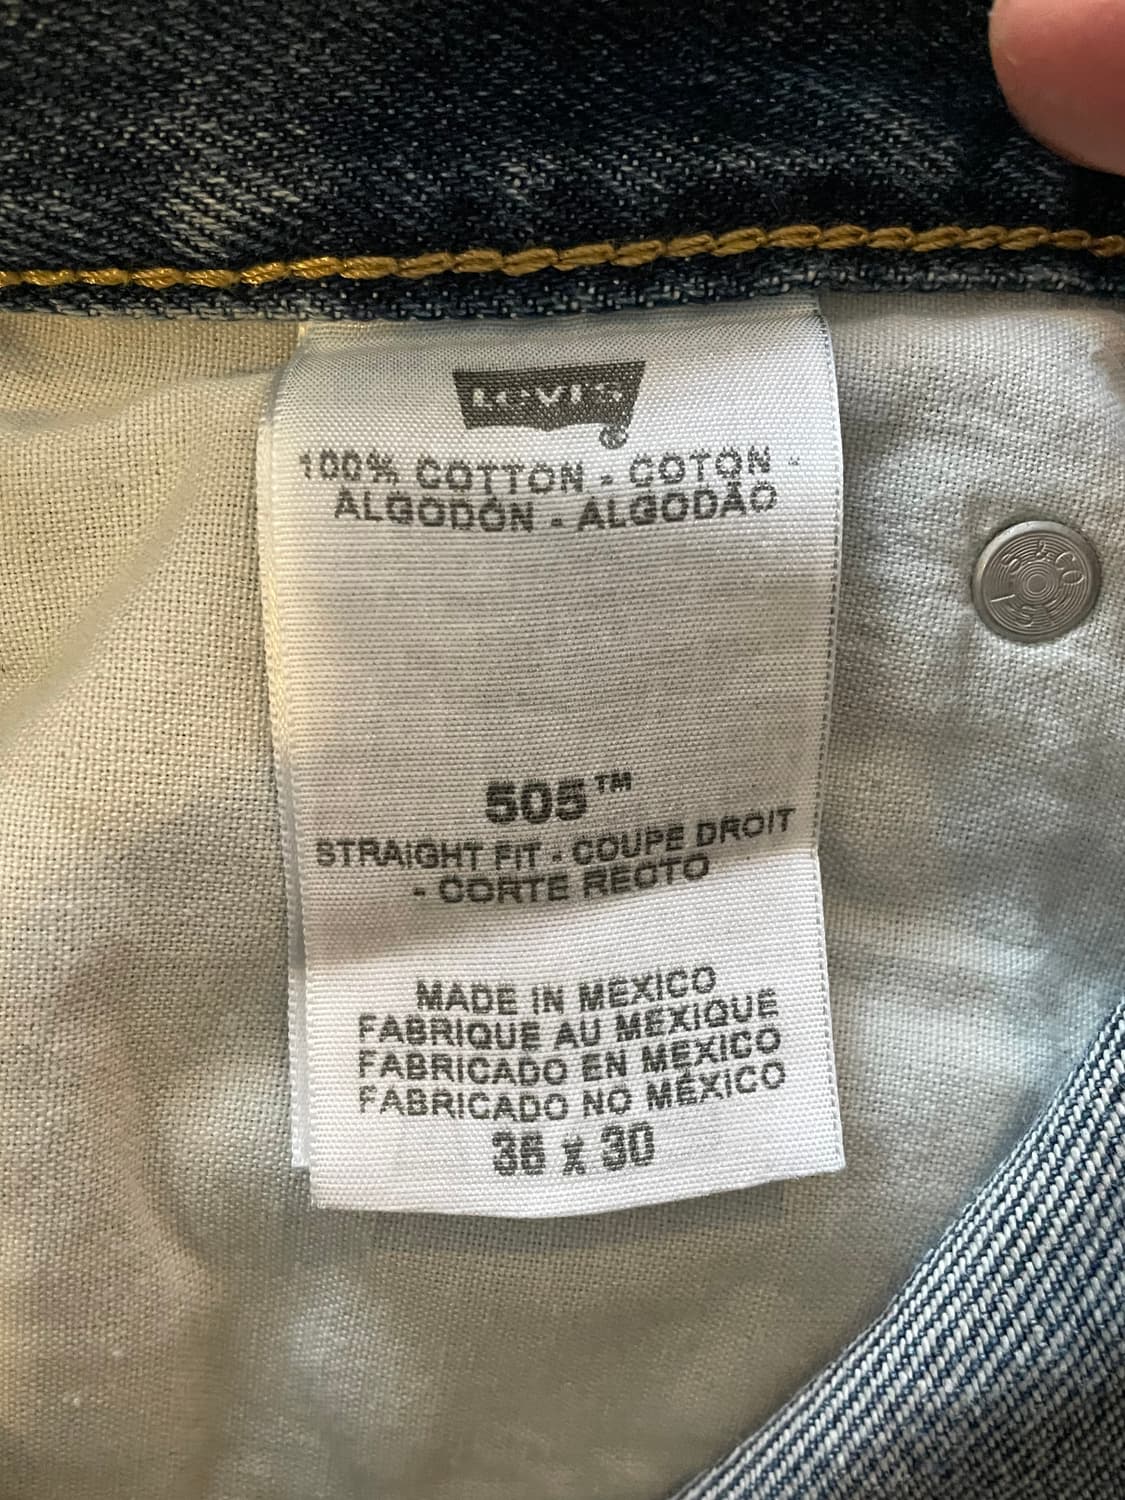 Levi's
®
100% COTTON - COTON -
ALGODÓN - ALGODÃO
505™
STRAIGHT FIT - COUPE DROIT
- CORTE RECTO
MADE IN MEXICO
FABRIQUE AU MEXIQUE
FABRICADO EN MÉXICO
FABRICADO NO MÉXICO
36 x 30